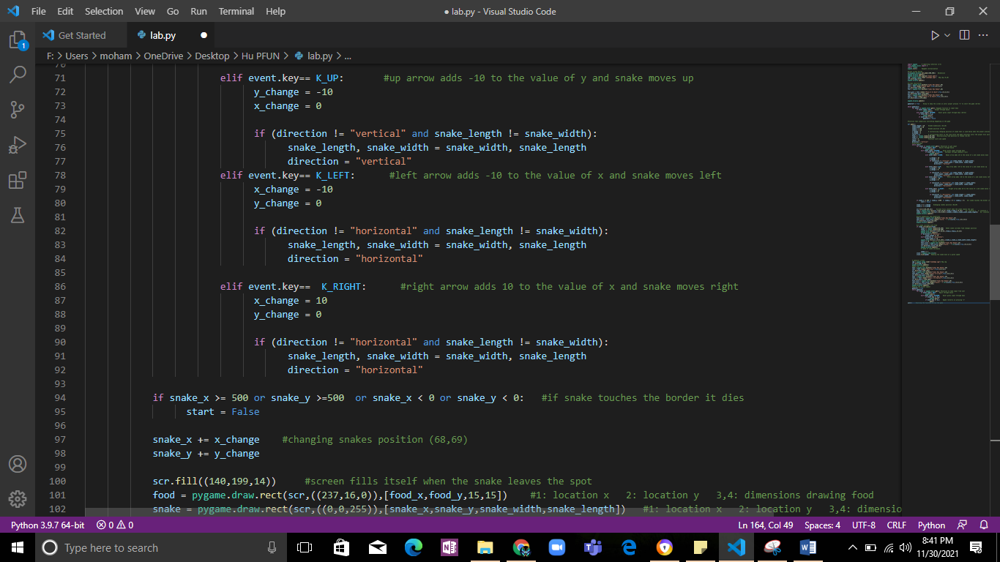 File Edit Selection View Go Run Terminal Help
● lab.py - Visual Studio Code
Get Started lab.py
F: > Users > moham > OneDrive > Desktop > Hu PFUN > lab.py > ...
1
70
71 elif event.key== K_UP: #up arrow adds -10 to the value of y and snake moves up
72 y_change = -10
73 x_change = 0
74
75 if (direction != "vertical" and snake_length != snake_width):
76 snake_length, snake_width = snake_width, snake_length
77 direction = "vertical"
78 elif event.key== K_LEFT: #left arrow adds -10 to the value of x and snake moves left
79 x_change = -10
80 y_change = 0
81
82 if (direction != "horizontal" and snake_length != snake_width):
83 snake_length, snake_width = snake_width, snake_length
84 direction = "horizontal"
85
86 elif event.key== K_RIGHT: #right arrow adds 10 to the value of x and snake moves right
87 x_change = 10
88 y_change = 0
89
90 if (direction != "horizontal" and snake_length != snake_width):
91 snake_length, snake_width = snake_width, snake_length
92 direction = "horizontal"
93
94 if snake_x >= 500 or snake_y >=500 or snake_x < 0 or snake_y < 0: #if snake touches the border it dies
95 start = False
96
97 snake_x += x_change #changing snakes position (68,69)
98 snake_y += y_change
99
100 scr.fill((140,199,14)) #screen fills itself when the snake leaves the spot
101 food = pygame.draw.rect(scr,((237,16,0)),[food_x,food_y,15,15]) #1: location x 2: location y 3,4: dimensions drawing food
102 snake = pygame.draw.rect(scr,((0,0,255)),[snake_x,snake_y,snake_width,snake_length]) #1: location x 2: location y 3,4: dimensio
Python 3.9.7 64-bit 0 0 Ln 164, Col 49 Spaces: 4 UTF-8 CRLF Python
Type here to search
8:41 PM
11/30/2021